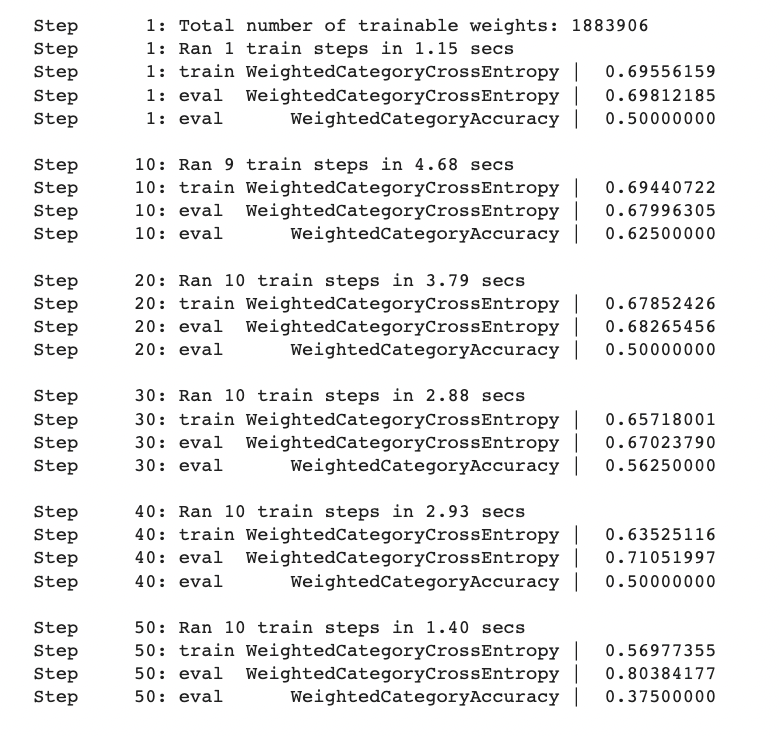 Step      1: Total number of trainable weights: 1883906
Step      1: Ran 1 train steps in 1.15 secs
Step      1: train WeightedCategoryCrossEntropy |  0.69556159
Step      1: eval  WeightedCategoryCrossEntropy |  0.69812185
Step      1: eval      WeightedCategoryAccuracy |  0.50000000

Step     10: Ran 9 train steps in 4.68 secs
Step     10: train WeightedCategoryCrossEntropy |  0.69440722
Step     10: eval  WeightedCategoryCrossEntropy |  0.67996305
Step     10: eval      WeightedCategoryAccuracy |  0.62500000

Step     20: Ran 10 train steps in 3.79 secs
Step     20: train WeightedCategoryCrossEntropy |  0.67852426
Step     20: eval  WeightedCategoryCrossEntropy |  0.68265456
Step     20: eval      WeightedCategoryAccuracy |  0.50000000

Step     30: Ran 10 train steps in 2.88 secs
Step     30: train WeightedCategoryCrossEntropy |  0.65718001
Step     30: eval  WeightedCategoryCrossEntropy |  0.67023790
Step     30: eval      WeightedCategoryAccuracy |  0.56250000

Step     40: Ran 10 train steps in 2.93 secs
Step     40: train WeightedCategoryCrossEntropy |  0.63525116
Step     40: eval  WeightedCategoryCrossEntropy |  0.71051997
Step     40: eval      WeightedCategoryAccuracy |  0.50000000

Step     50: Ran 10 train steps in 1.40 secs
Step     50: train WeightedCategoryCrossEntropy |  0.56977355
Step     50: eval  WeightedCategoryCrossEntropy |  0.80384177
Step     50: eval      WeightedCategoryAccuracy |  0.37500000